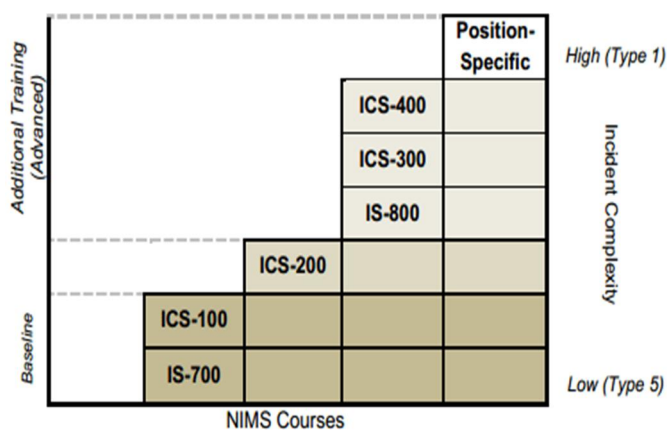 Position-
Specific
High (Type 1)
Additional Training
(Advanced)
ICS-400
ICS-300
IS-800
Incident Complexity
ICS-200
ICS-100
Baseline
IS-700
Low (Type 5)
NIMS Courses